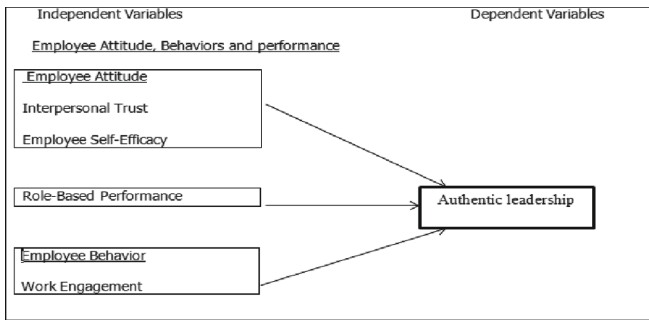 Independent Variables Dependent Variables
Employee Attitude, Behaviors and performance
Employee Attitude
Interpersonal Trust
Employee Self-Efficacy
Role-Based Performance
Authentic leadership
Employee Behavior
Work Engagement